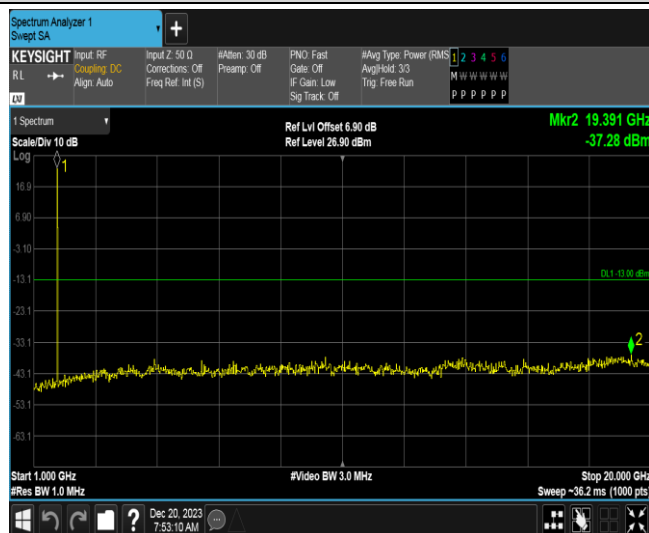 Spectrum Analyzer 1
Swept SA
+
KEYSIGHT
RL
LXI
Input: RF
Coupling: DC
Align: Auto
Input Z: 50 Ω
Corrections: Off
Freq Ref: Int (S)
#Atten: 30 dB
Preamp: Off
PNO: Fast
Gate: Off
IF Gain: Low
Sig Track: Off
#Avg Type: Power (RMS
Avg|Hold: 3/3
Trig: Free Run
1 2 3 4 5 6
M W W W W W
P P P P P P
1 Spectrum
Scale/Div 10 dB
Ref Lvl Offset 6.90 dB
Ref Level 26.90 dBm
Mkr2 19.391 GHz
-37.28 dBm
Log
1
16.9
6.90
-3.10
-13.1
DL1 -13.00 dBm
-23.1
-33.1
2
-43.1
-53.1
-63.1
Start 1.000 GHz
#Res BW 1.0 MHz
#Video BW 3.0 MHz
Stop 20.000 GHz
Sweep ~36.2 ms (1000 pts)
?
Dec 20, 2023
7:53:10 AM